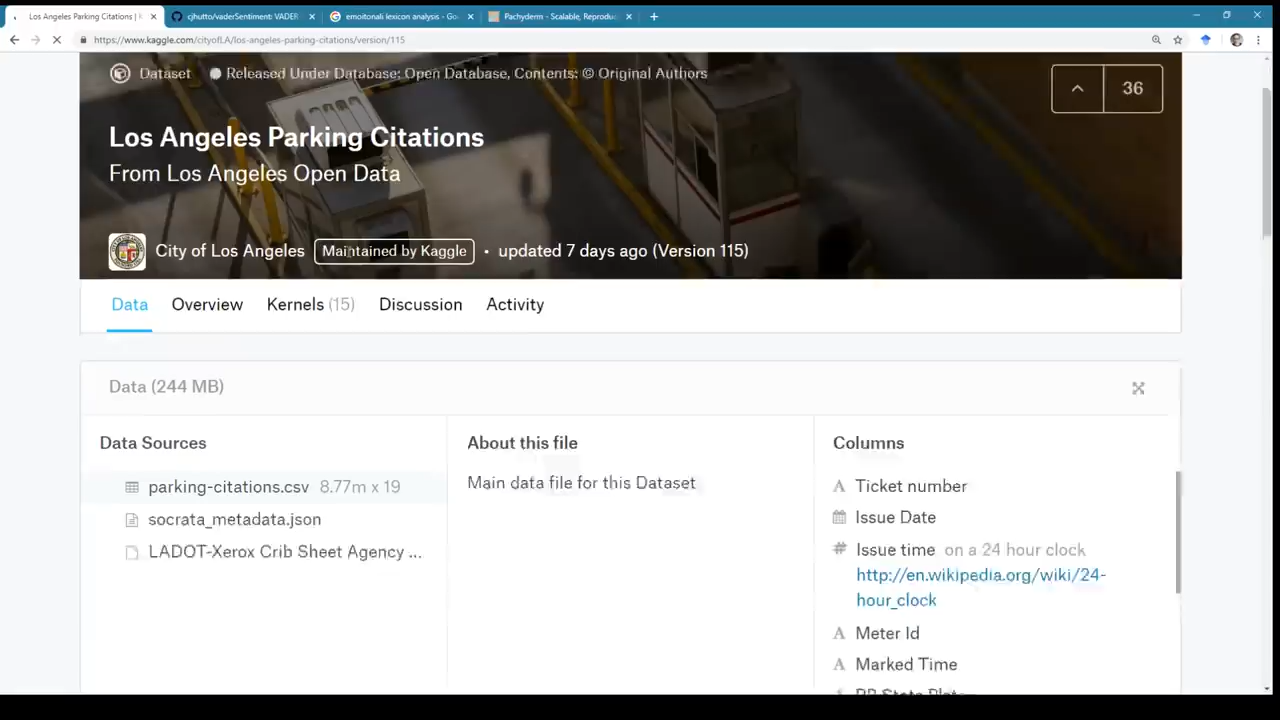 Los Angeles Parking Citations | K
cjhutto/vaderSentiment: VADER
emoitonali lexicon analysis - Goo
Pachyderm - Scalable, Reproduc
https://www.kaggle.com/cityofLA/los-angeles-parking-citations/version/115
Dataset Released Under Database: Open Database, Contents: © Original Authors
36
Los Angeles Parking Citations
From Los Angeles Open Data
City of Los Angeles Maintained by Kaggle • updated 7 days ago (Version 115)
Data Overview Kernels (15) Discussion Activity
Data (244 MB)
Data Sources
parking-citations.csv 8.77m x 19
socrata_metadata.json
LADOT-Xerox Crib Sheet Agency ...
About this file
Main data file for this Dataset
Columns
A Ticket number
Issue Date
# Issue time on a 24 hour clock
http://en.wikipedia.org/wiki/24-
hour_clock
A Meter Id
A Marked Time
A RP State Plate